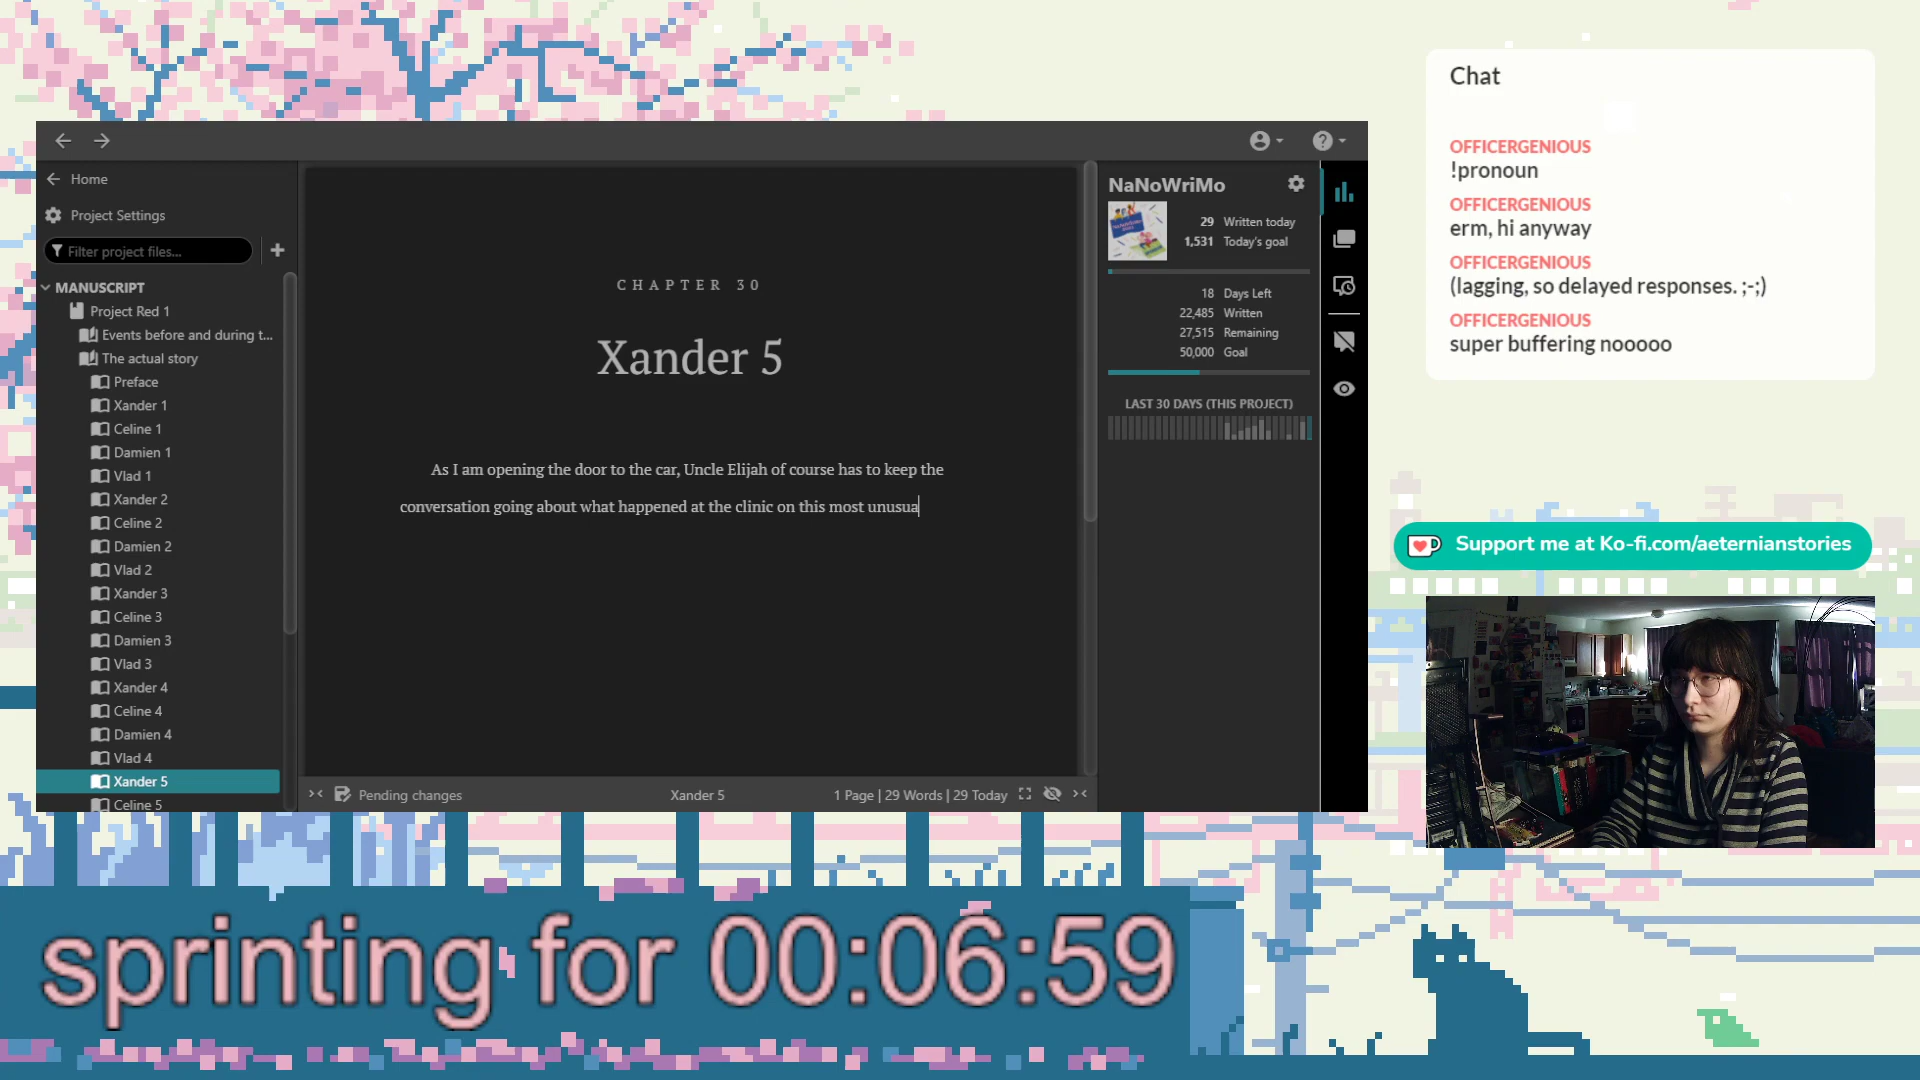 Home
Project Settings
Filter project files...
MANUSCRIPT
Project Red 1
Events before and during t...
The actual story
Preface
Xander 1
Celine 1
Damien 1
Vlad 1
Xander 2
Celine 2
Damien 2
Vlad 2
Xander 3
Celine 3
Damien 3
Vlad 3
Xander 4
Celine 4
Damien 4
Vlad 4
Xander 5
Celine 5
CHAPTER 30
Xander 5
As I am opening the door to the car, Uncle Elijah of course has to keep the
conversation going about what happened at the clinic on this most unusua
Pending changes
Xander 5
1 Page | 29 Words | 29 Today
NaNoWriMo
29 Written today
1,531 Today's goal
18 Days Left
22,485 Written
27,515 Remaining
50,000 Goal
LAST 30 DAYS (THIS PROJECT)
Chat
OFFICERGENIOUS
!pronoun
OFFICERGENIOUS
erm, hi anyway
OFFICERGENIOUS
(lagging, so delayed responses. ;-;)
OFFICERGENIOUS
super buffering nooooo
Support me at Ko-fi.com/aeternianstories
sprinting for 00:06:59